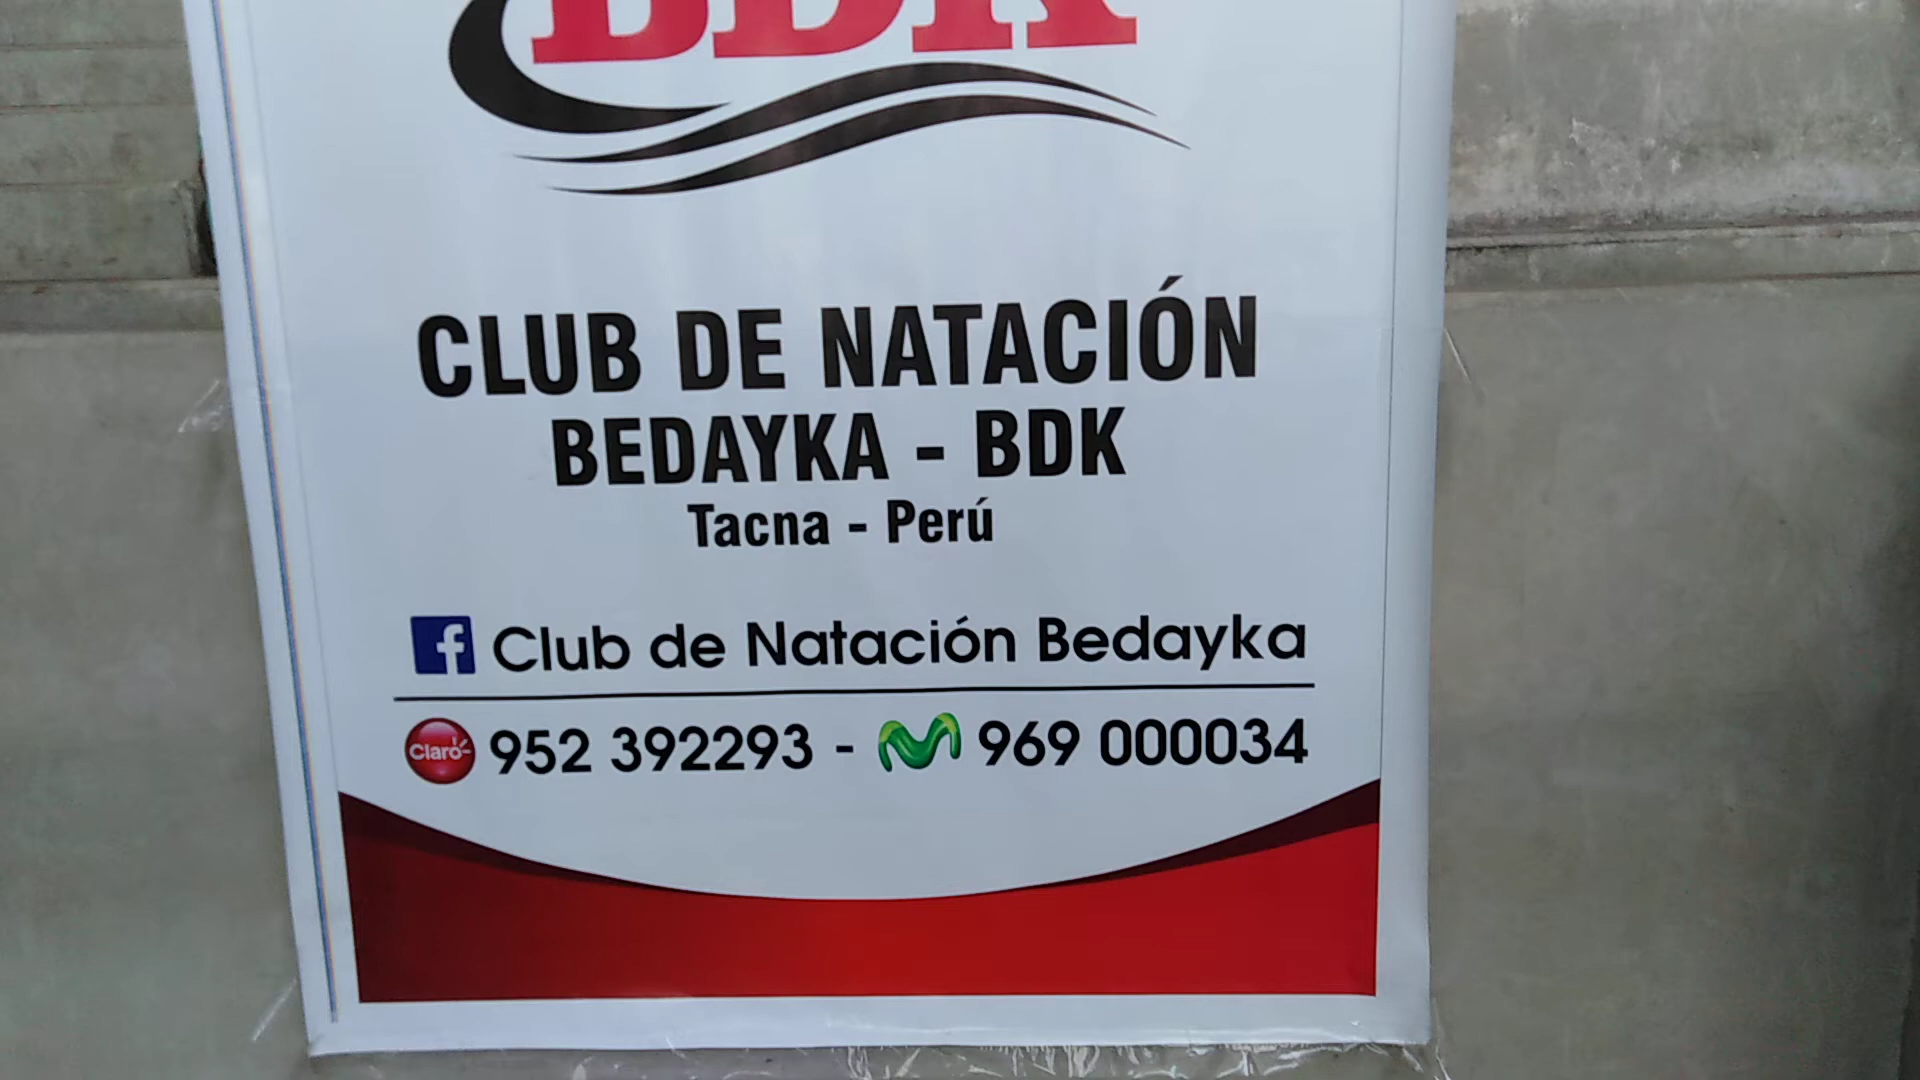 BDK
CLUB DE NATACIÓN
BEDAYKA - BDK
Tacna - Perú
f Club de Natación Bedayka
Claro 952 392293 - 969 000034